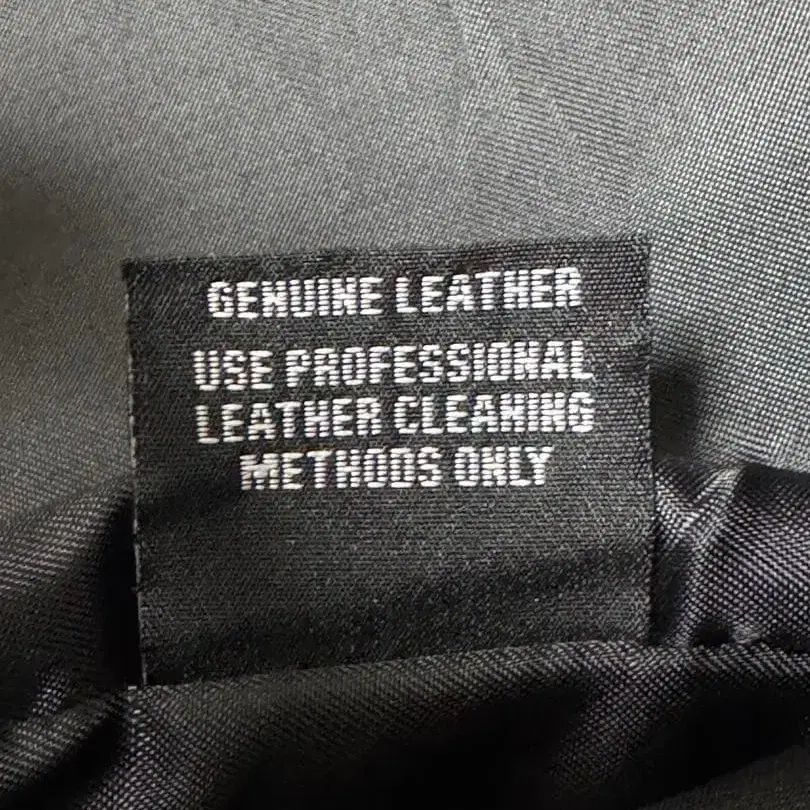 GENUINE LEATHER
USE PROFESSIONAL
LEATHER CLEANING
METHODS ONLY